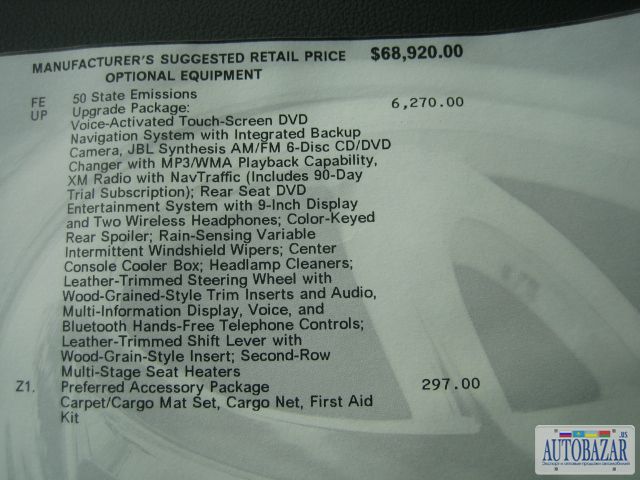 MANUFACTURER'S SUGGESTED RETAIL PRICE $68,920.00
OPTIONAL EQUIPMENT
FE 50 State Emissions
UP Upgrade Package: 6,270.00
Voice-Activated Touch-Screen DVD
Navigation System with Integrated Backup
Camera, JBL Synthesis AM/FM 6-Disc CD/DVD
Changer with MP3/WMA Playback Capability,
XM Radio with NavTraffic (Includes 90-Day
Trial Subscription); Rear Seat DVD
Entertainment System with 9-Inch Display
and Two Wireless Headphones; Color-Keyed
Rear Spoiler; Rain-Sensing Variable
Intermittent Windshield Wipers; Center
Console Cooler Box; Headlamp Cleaners;
Leather-Trimmed Steering Wheel with
Wood-Grained-Style Trim Inserts and Audio,
Multi-Information Display, Voice, and
Bluetooth Hands-Free Telephone Controls;
Leather-Trimmed Shift Lever with
Wood-Grain-Style Insert; Second-Row
Multi-Stage Seat Heaters
Z1. Preferred Accessory Package 297.00
Carpet/Cargo Mat Set, Cargo Net, First Aid
Kit
.US
AUTOBAZAR